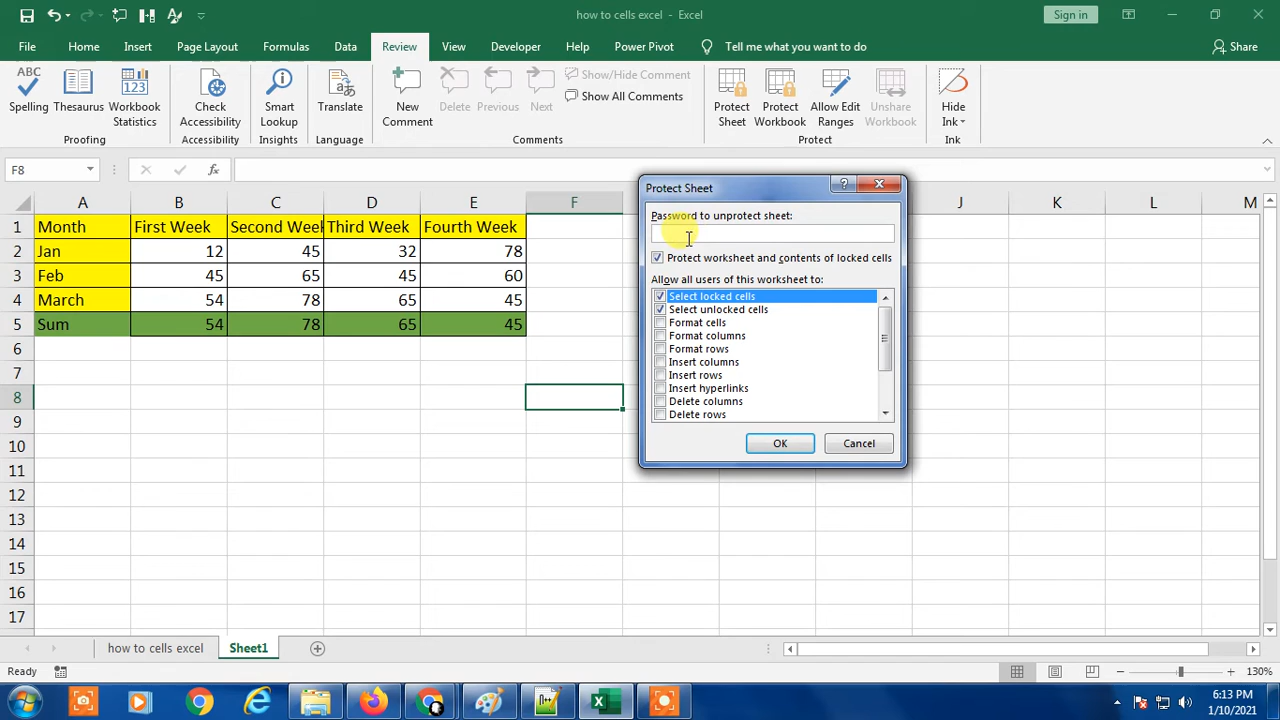 how to cells excel - Excel
Sign in
File Home Insert Page Layout Formulas Data Review View Developer Help Power Pivot Tell me what you want to do Share
ABC
123
Spelling Thesaurus Workbook Statistics
Check Accessibility
Smart Lookup
Translate
New Comment
Delete Previous Next
Show/Hide Comment
Show All Comments
Protect Sheet
Protect Workbook
Allow Edit Ranges
Unshare Workbook
Hide Ink
Proofing Accessibility Insights Language Comments Protect Ink
F8
fx
A B C D E F J K L M
1 Month First Week Second Week Third Week Fourth Week
2 Jan 12 45 32 78
3 Feb 45 65 45 60
4 March 54 78 65 45
5 Sum 54 78 65 45
6
7
8
9
10
11
12
13
14
15
16
17
Protect Sheet
Password to unprotect sheet:
Protect worksheet and contents of locked cells
Allow all users of this worksheet to:
Select locked cells
Select unlocked cells
Format cells
Format columns
Format rows
Insert columns
Insert rows
Insert hyperlinks
Delete columns
Delete rows
OK Cancel
how to cells excel Sheet1
Ready
130%
6:13 PM
1/10/2021